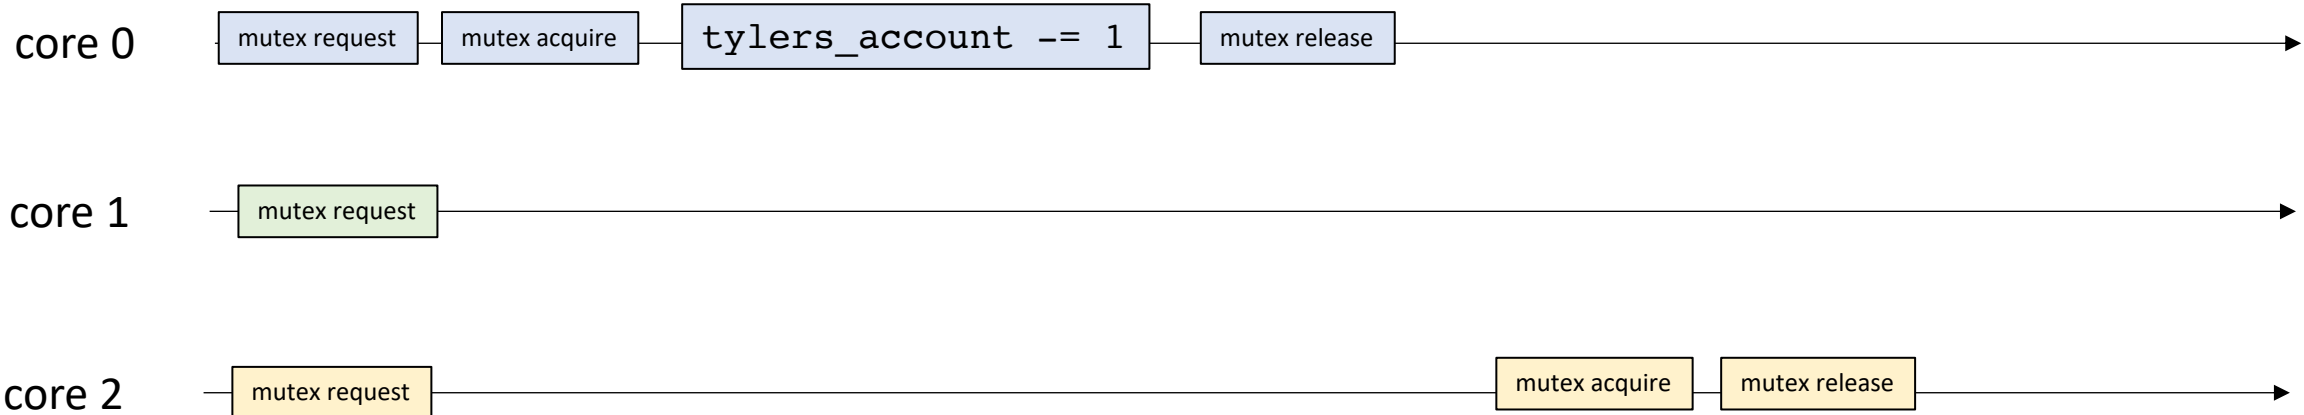 core 0 mutex request mutex acquire tylers_account -= 1 mutex release
core 1 mutex request
core 2 mutex request mutex acquire mutex release